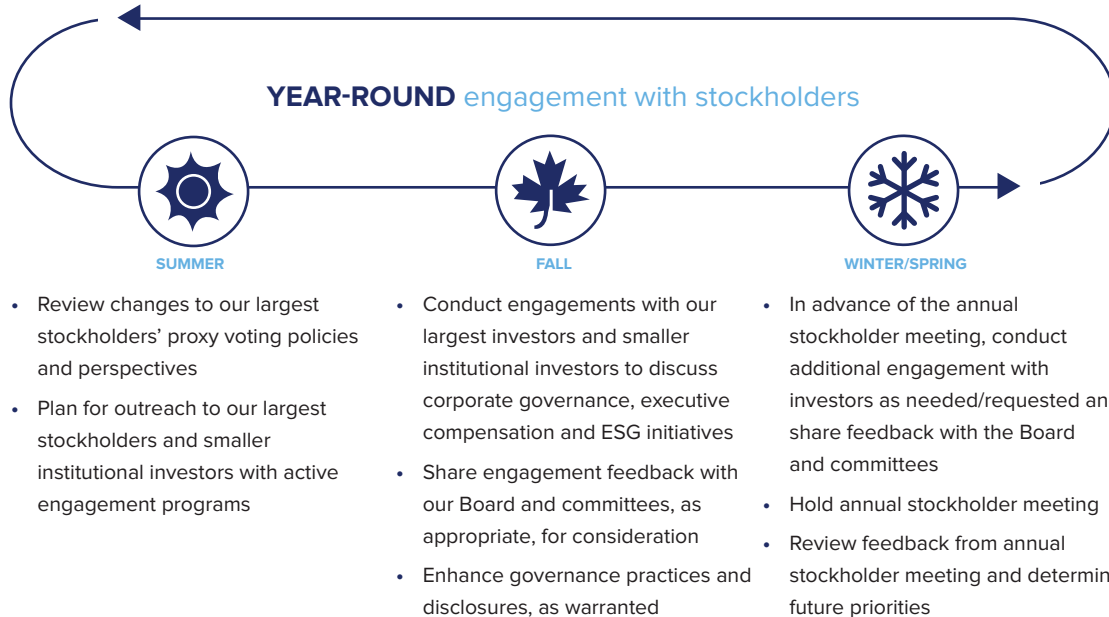 YEAR-ROUND engagement with stockholders
SUMMER
• Review changes to our largest
stockholders’ proxy voting policies
and perspectives
• Plan for outreach to our largest
stockholders and smaller
institutional investors with active
engagement programs
FALL
• Conduct engagements with our
largest investors and smaller
institutional investors to discuss
corporate governance, executive
compensation and ESG initiatives
• Share engagement feedback with
our Board and committees, as
appropriate, for consideration
• Enhance governance practices and
disclosures, as warranted
WINTER/SPRING
• In advance of the annual
stockholder meeting, conduct
additional engagement with
investors as needed/requested an
share feedback with the Board
and committees
• Hold annual stockholder meeting
• Review feedback from annual
stockholder meeting and determin
future priorities